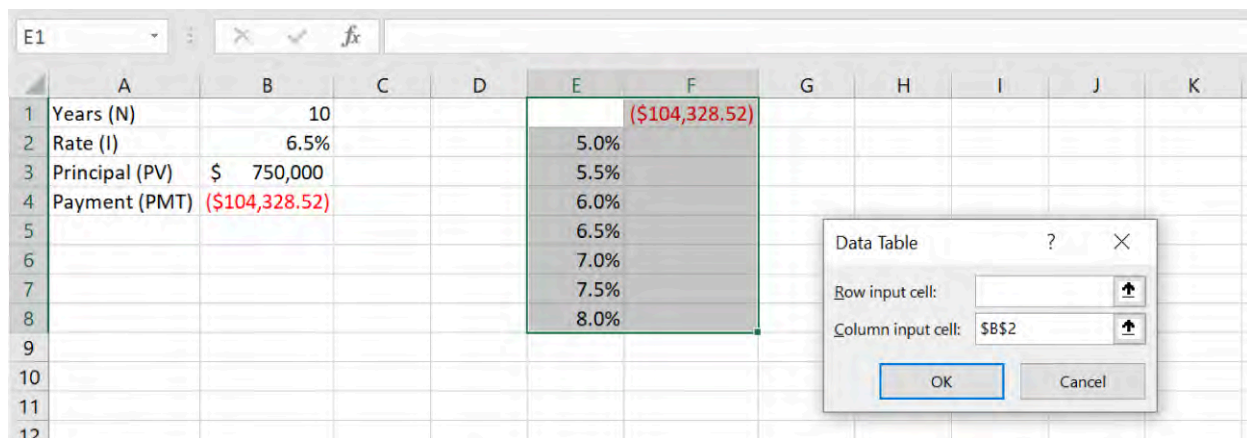 E1 fx
A B C D E F G H I J K
1 Years (N) 10 ($104,328.52)
2 Rate (I) 6.5% 5.0%
3 Principal (PV) $ 750,000 5.5%
4 Payment (PMT) ($104,328.52) 6.0%
5 6.5%
6 7.0%
7 7.5%
8 8.0%
9
10
11
12
Data Table ? X
Row input cell:
Column input cell: $B$2
OK Cancel